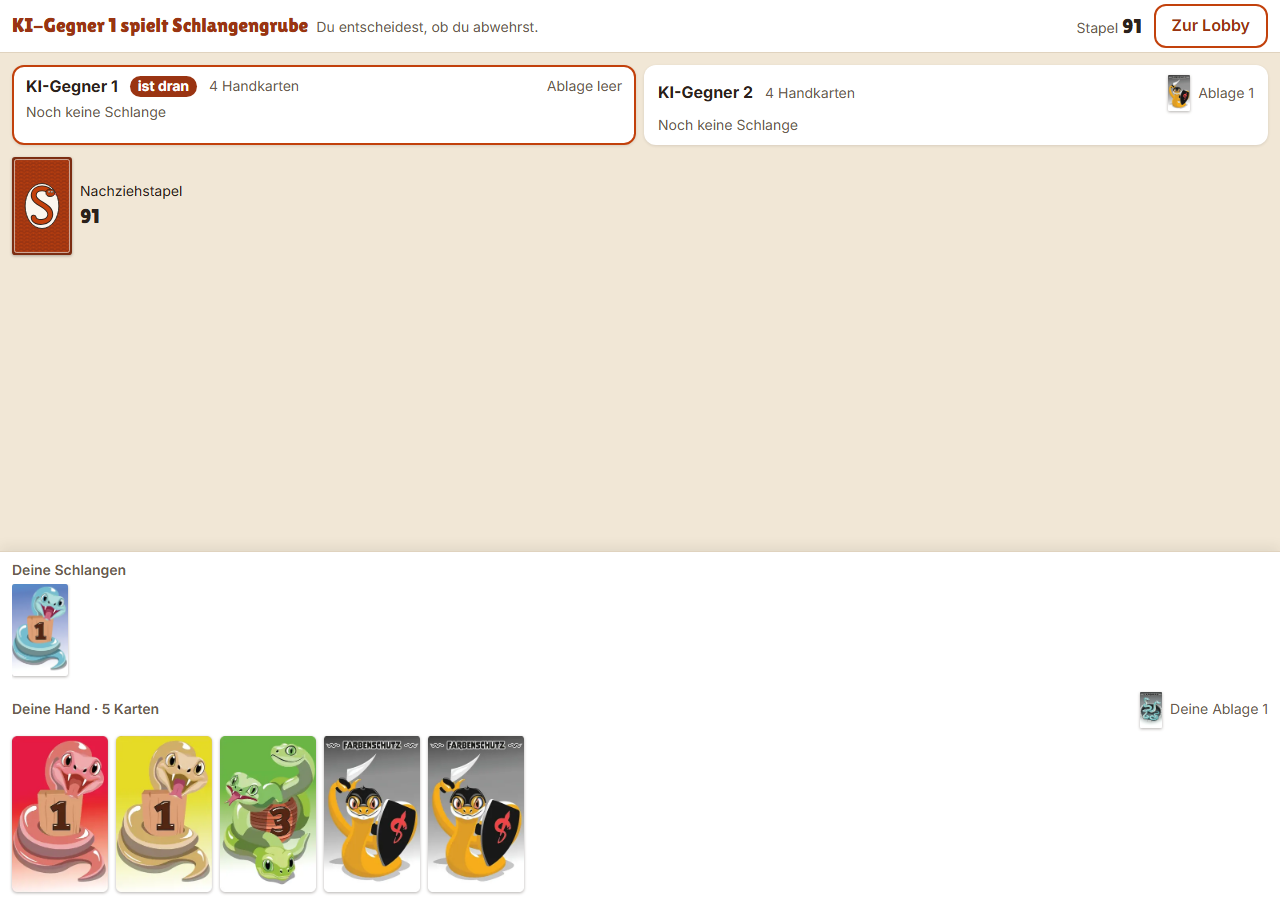 KI-Gegner 1 spielt Schlangengrube Du entscheidest, ob du abwehrst.
Stapel 91
Zur Lobby
KI-Gegner 1 ist dran 4 Handkarten Ablage leer
Noch keine Schlange
KI-Gegner 2 4 Handkarten Ablage 1
Noch keine Schlange
S
Nachziehstapel
91
Deine Schlangen
1
Deine Hand · 5 Karten
Deine Ablage 1
1
1
3
FARBENSCHUTZ
FARBENSCHUTZ